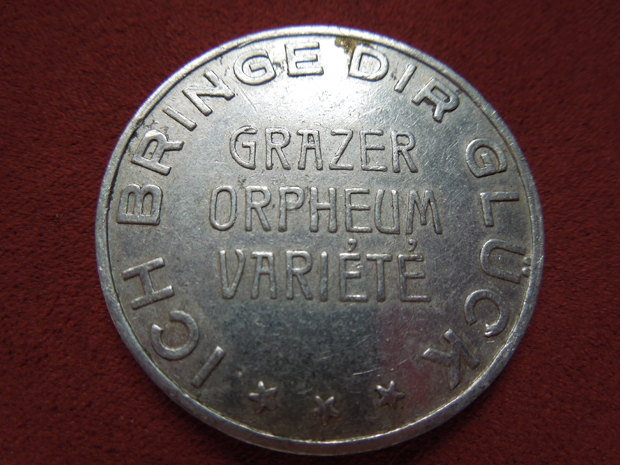 ICH BRINGE DIR GLÜCK
GRAZER
ORPHEUM
VARIÉTÉ